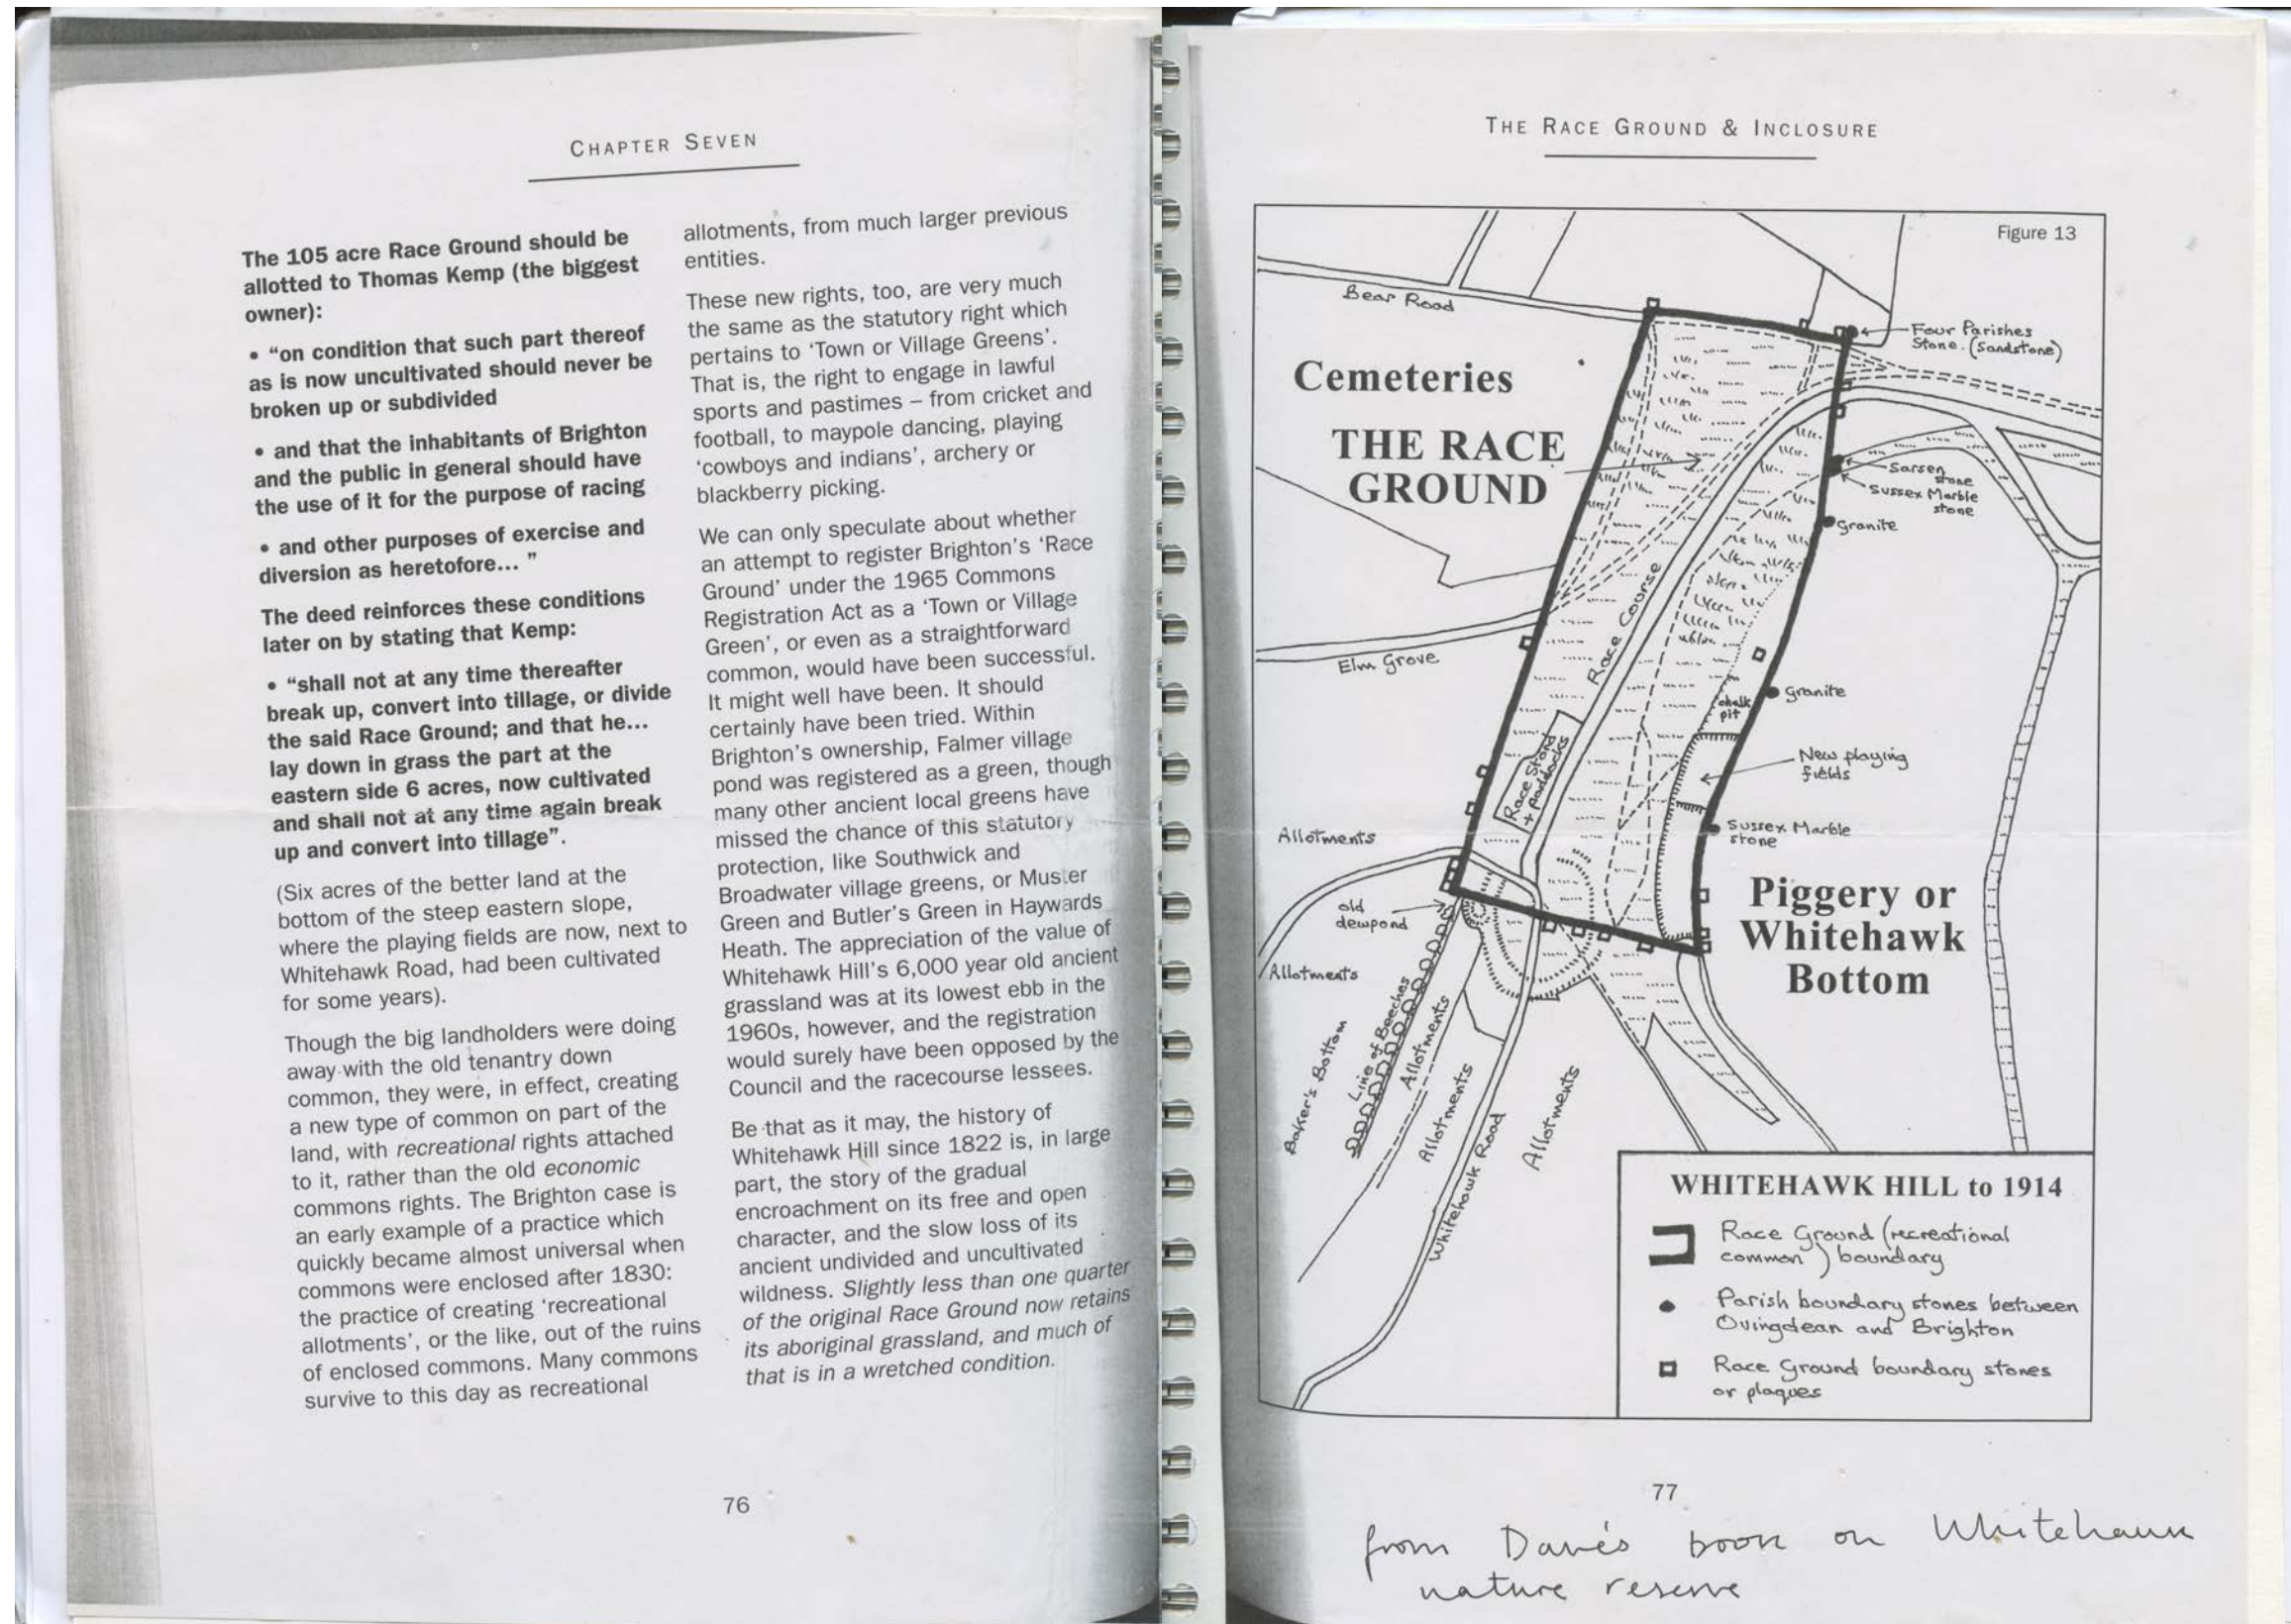 CHAPTER SEVEN
The 105 acre Race Ground should be
allotted to Thomas Kemp (the biggest
owner):
• “on condition that such part thereof
as is now uncultivated should never be
broken up or subdivided
• and that the inhabitants of Brighton
and the public in general should have
the use of it for the purpose of racing
• and other purposes of exercise and
diversion as heretofore... ”
The deed reinforces these conditions
later on by stating that Kemp:
• “shall not at any time thereafter
break up, convert into tillage, or divide
the said Race Ground; and that he...
lay down in grass the part at the
eastern side 6 acres, now cultivated
and shall not at any time again break
up and convert into tillage”.
(Six acres of the better land at the
bottom of the steep eastern slope,
where the playing fields are now, next to
Whitehawk Road, had been cultivated
for some years).
Though the big landholders were doing
away with the old tenantry down
common, they were, in effect, creating
a new type of common on part of the
land, with recreational rights attached
to it, rather than the old economic
commons rights. The Brighton case is
an early example of a practice which
quickly became almost universal when
commons were enclosed after 1830:
the practice of creating ‘recreational
allotments’, or the like, out of the ruins
of enclosed commons. Many commons
survive to this day as recreational
allotments, from much larger previous
entities.
These new rights, too, are very much
the same as the statutory right which
pertains to ‘Town or Village Greens’.
That is, the right to engage in lawful
sports and pastimes – from cricket and
football, to maypole dancing, playing
‘cowboys and indians’, archery or
blackberry picking.
We can only speculate about whether
an attempt to register Brighton’s ‘Race
Ground’ under the 1965 Commons
Registration Act as a ‘Town or Village
Green’, or even as a straightforward
common, would have been successful.
It might well have been. It should
certainly have been tried. Within
Brighton’s ownership, Falmer village
pond was registered as a green, though
many other ancient local greens have
missed the chance of this statutory
protection, like Southwick and
Broadwater village greens, or Muster
Green and Butler’s Green in Haywards
Heath. The appreciation of the value of
Whitehawk Hill’s 6,000 year old ancient
grassland was at its lowest ebb in the
1960s, however, and the registration
would surely have been opposed by the
Council and the racecourse lessees.
Be that as it may, the history of
Whitehawk Hill since 1822 is, in large
part, the story of the gradual
encroachment on its free and open
character, and the slow loss of its
ancient undivided and uncultivated
wildness. Slightly less than one quarter
of the original Race Ground now retains
its aboriginal grassland, and much of
that is in a wretched condition.
76
THE RACE GROUND & INCLOSURE
Figure 13
Bear Road
Four Parishes
Stone. (Sandstone)
Cemeteries
THE RACE
GROUND
Sarsen
stone
Sussex Marble
stone
Granite
Race Course
Elm Grove
Granite
chalk
pit
New playing
fields
Race Stand
+ paddocks
Sussex Marble
stone
Allotments
old
dewpond
Piggery or
Whitehawk
Bottom
Allotments
Baker's Bottom
Line of Beeches
Allotments
Allotments
Whitehawk Road
Allotments
WHITEHAWK HILL to 1914
Race Ground (recreational
common) boundary
Parish boundary stones between
Ovingdean and Brighton
Race Ground boundary stones
or plaques
77
from Dave's book on Whitehawk
nature reserve